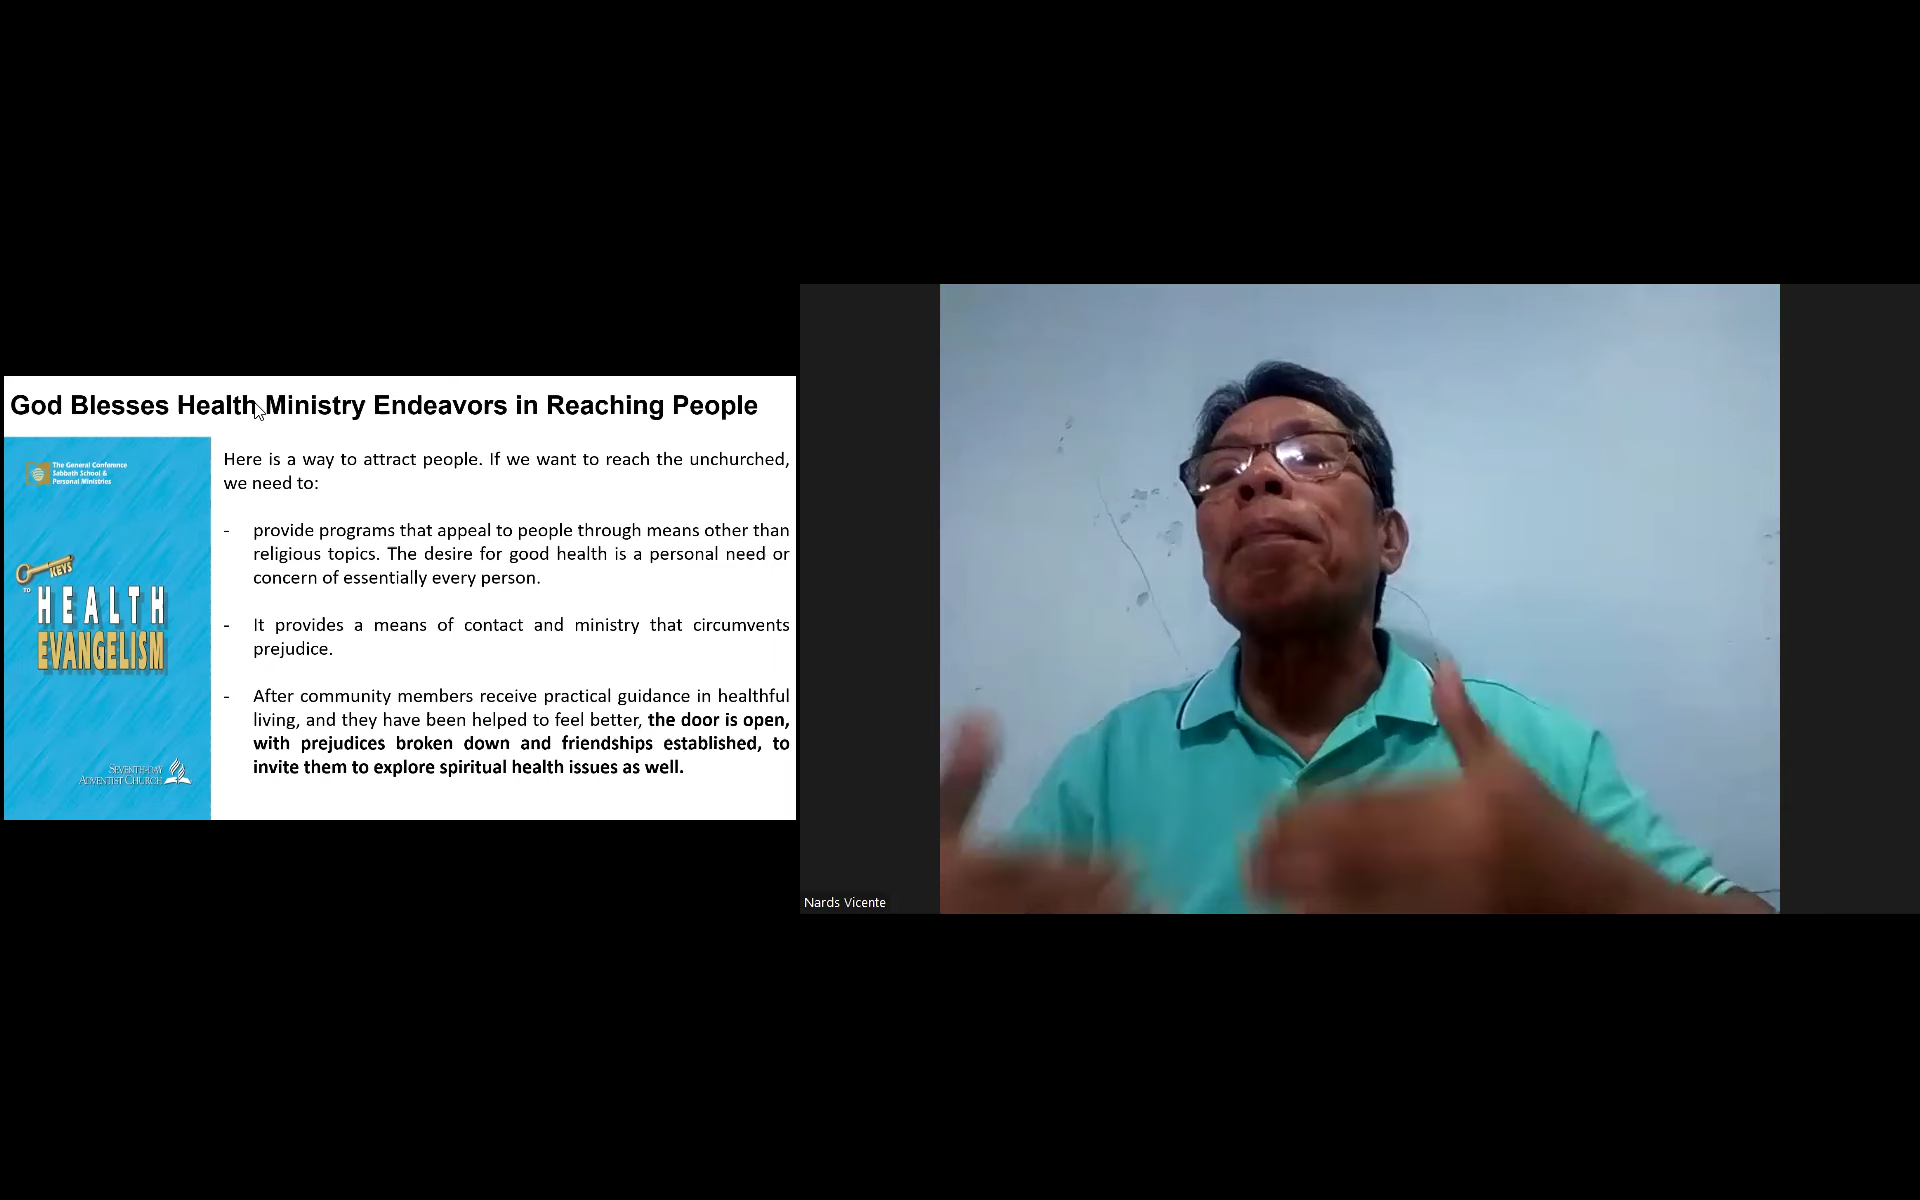 God Blesses Health Ministry Endeavors in Reaching People
The General Conference
Sabbath School &
Personal Ministries
KEYS
TO
HEALTH
EVANGELISM
SEVENTH-DAY
ADVENTIST CHURCH
Here is a way to attract people. If we want to reach the unchurched,
we need to:
- provide programs that appeal to people through means other than
religious topics. The desire for good health is a personal need or
concern of essentially every person.
- It provides a means of contact and ministry that circumvents
prejudice.
- After community members receive practical guidance in healthful
living, and they have been helped to feel better, the door is open,
with prejudices broken down and friendships established, to
invite them to explore spiritual health issues as well.
Nards Vicente